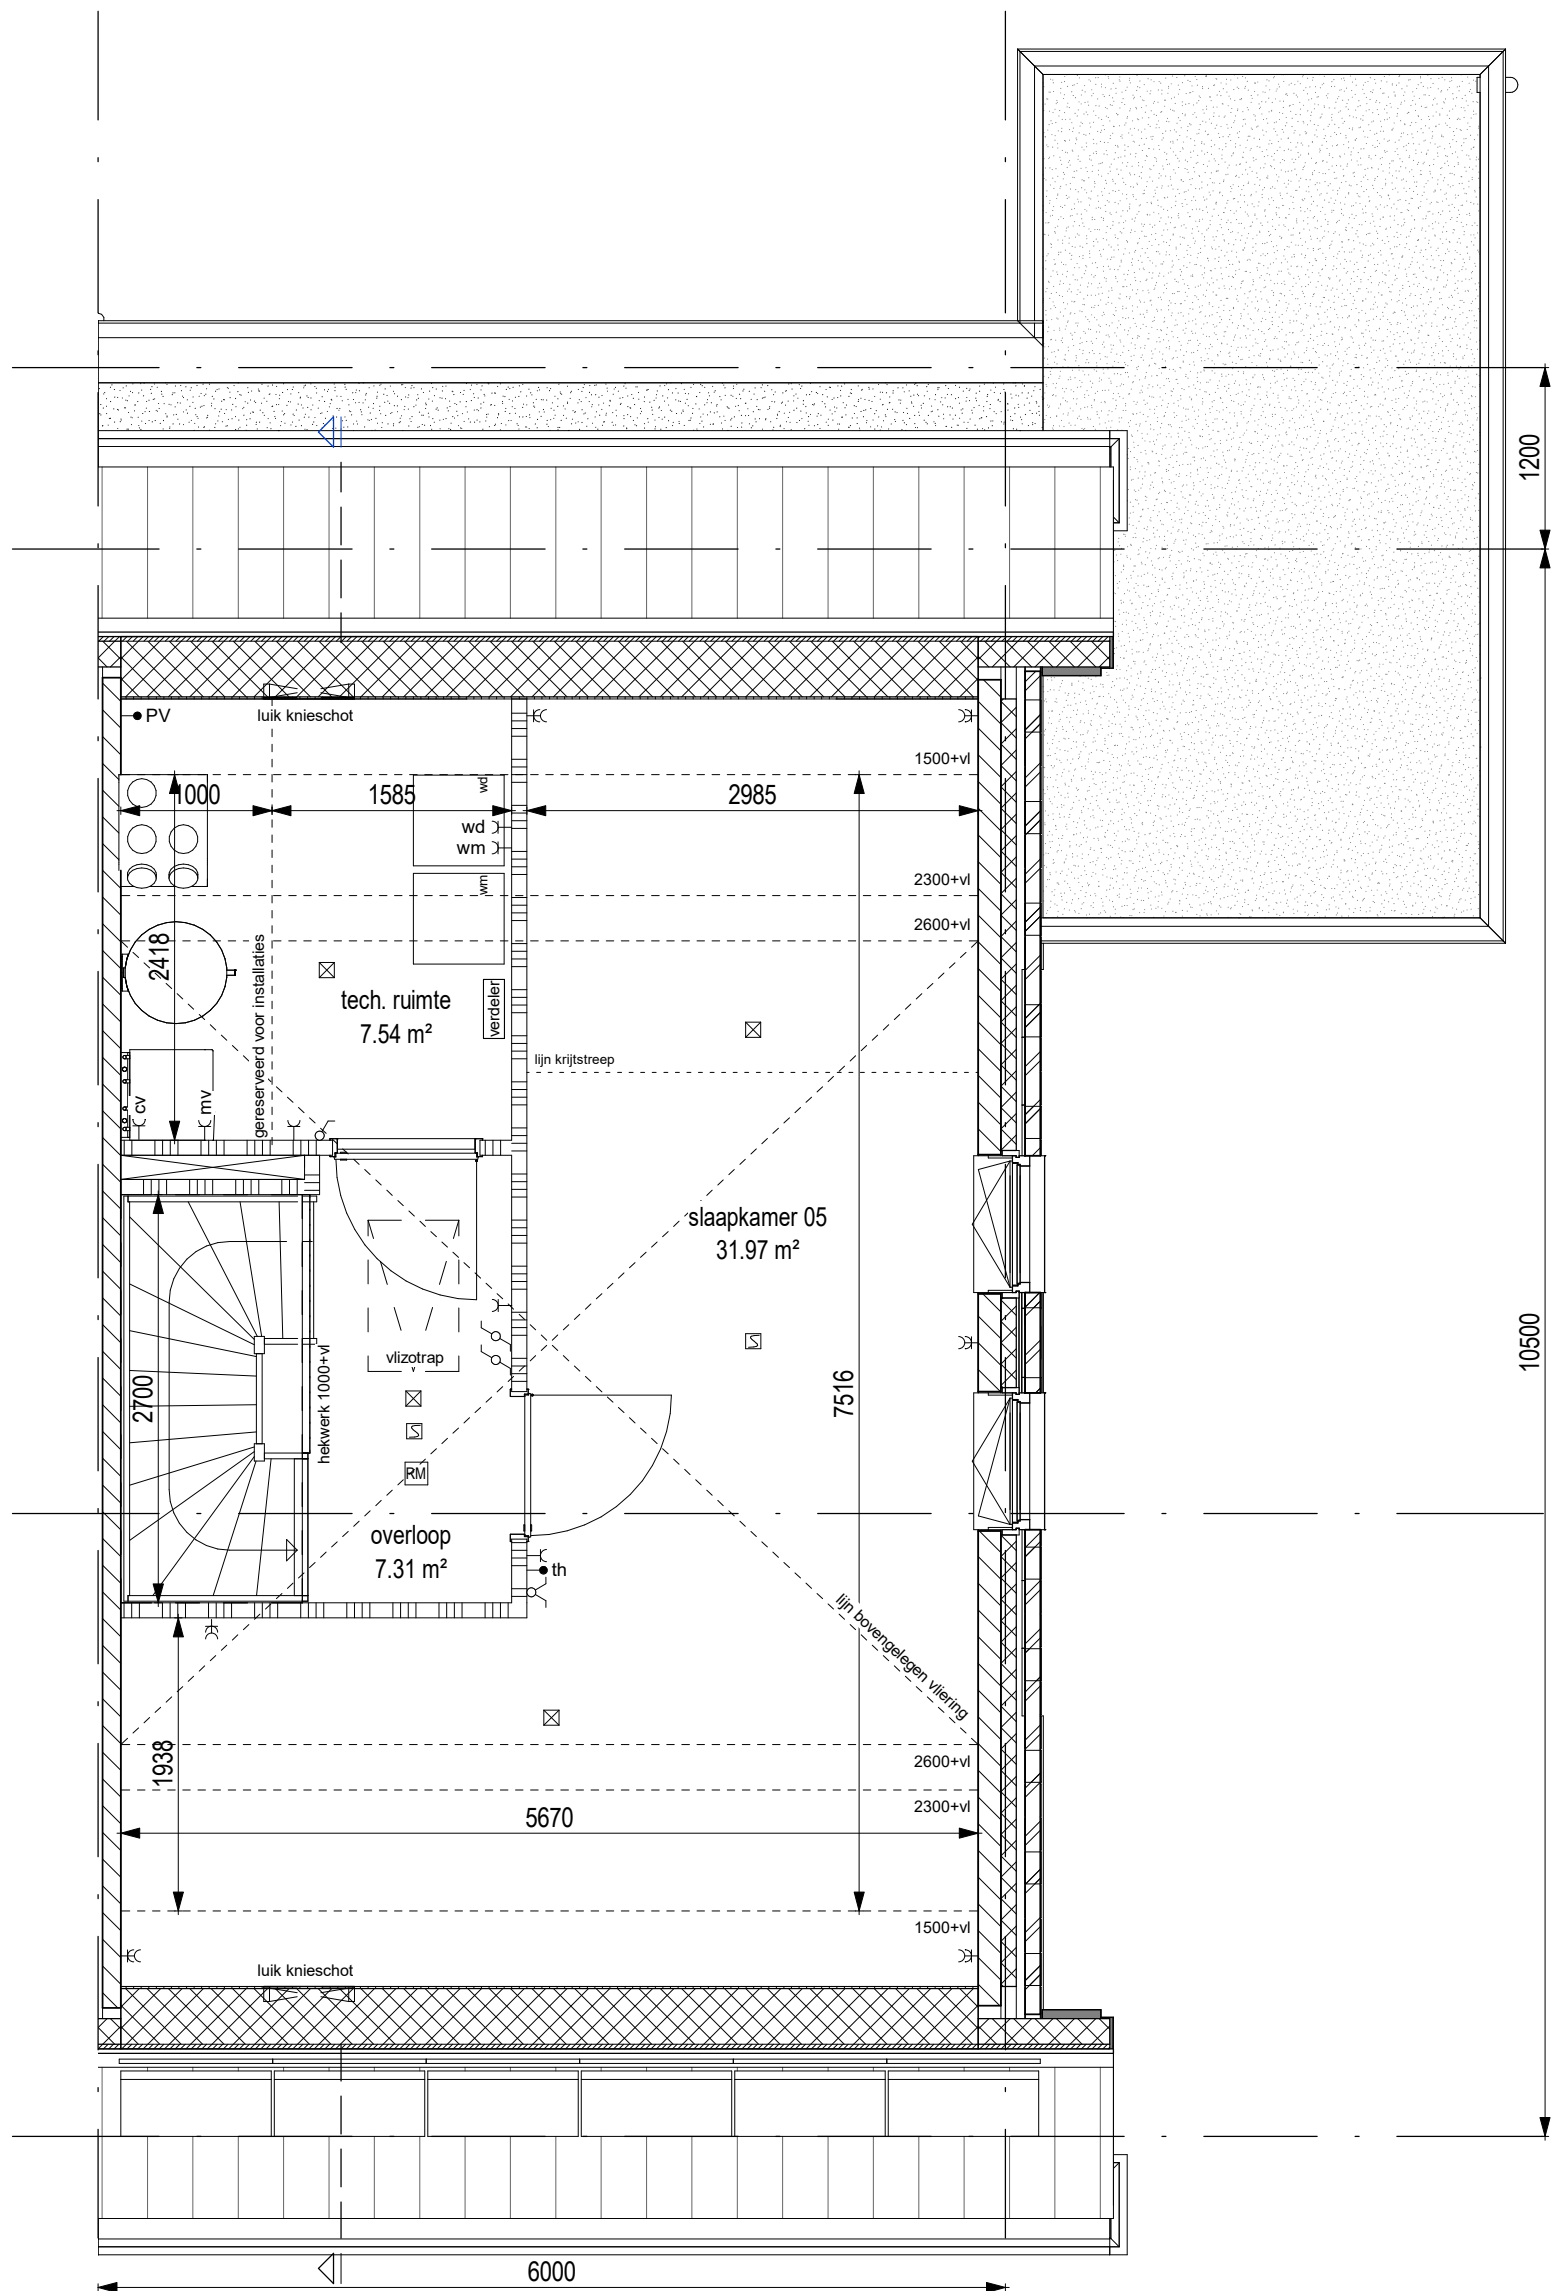 1200
PV
luik knieschot
1500+vl
1000
1585
2985
wd
wd
wm
wm
2300+vl
2600+vl
2418
gereserveerd voor installaties
tech. ruimte
7.54 m²
verdeler
lijn krijtstreep
cv
mv
slaapkamer 05
31.97 m²
vlizotrap
hekwerk 1000+vl
2700
7516
10500
RM
overloop
7.31 m²
th
lijn bovengelegen vliering
1938
2600+vl
2300+vl
5670
1500+vl
luik knieschot
6000